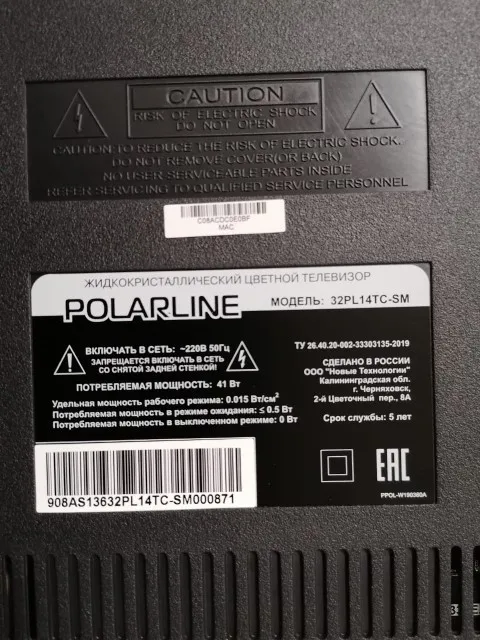 CAUTION
RISK OF ELECTRIC SHOCK
DO NOT OPEN
CAUTION TO REDUCE THE RISK OF ELECTRIC SHOCK.
DO NOT REMOVE COVER(OR BACK)
NO USER SERVICEABLE PARTS INSIDE
REFER SERVICING TO QUALIFIED SERVICE PERSONNEL
C08ACDC0E0BF
MAC
ЖИДКОКРИСТАЛЛИЧЕСКИЙ ЦВЕТНОЙ ТЕЛЕВИЗОР
POLARLINE
МОДЕЛЬ: 32PL14TC-SM
ВКЛЮЧАТЬ В СЕТЬ: ~220В 50Гц
ЗАПРЕЩАЕТСЯ ВКЛЮЧАТЬ В СЕТЬ
СО СНЯТОЙ ЗАДНЕЙ СТЕНКОЙ!
ПОТРЕБЛЯЕМАЯ МОЩНОСТЬ: 41 Вт
Удельная мощность рабочего режима: 0.015 Вт/см²
Потребляемая мощность в режиме ожидания: ≤ 0.5 Вт
Потребляемая мощность в выключенном режиме: 0 Вт
ТУ 26.40.20-002-33303135-2019
СДЕЛАНО В РОССИИ
ООО "Новые Технологии"
Калининградская обл.
г. Черняховск,
2-й Цветочный пер., 8А
Срок службы: 5 лет
908AS13632PL14TC-SM000871
EAC
PPOL-W190360A